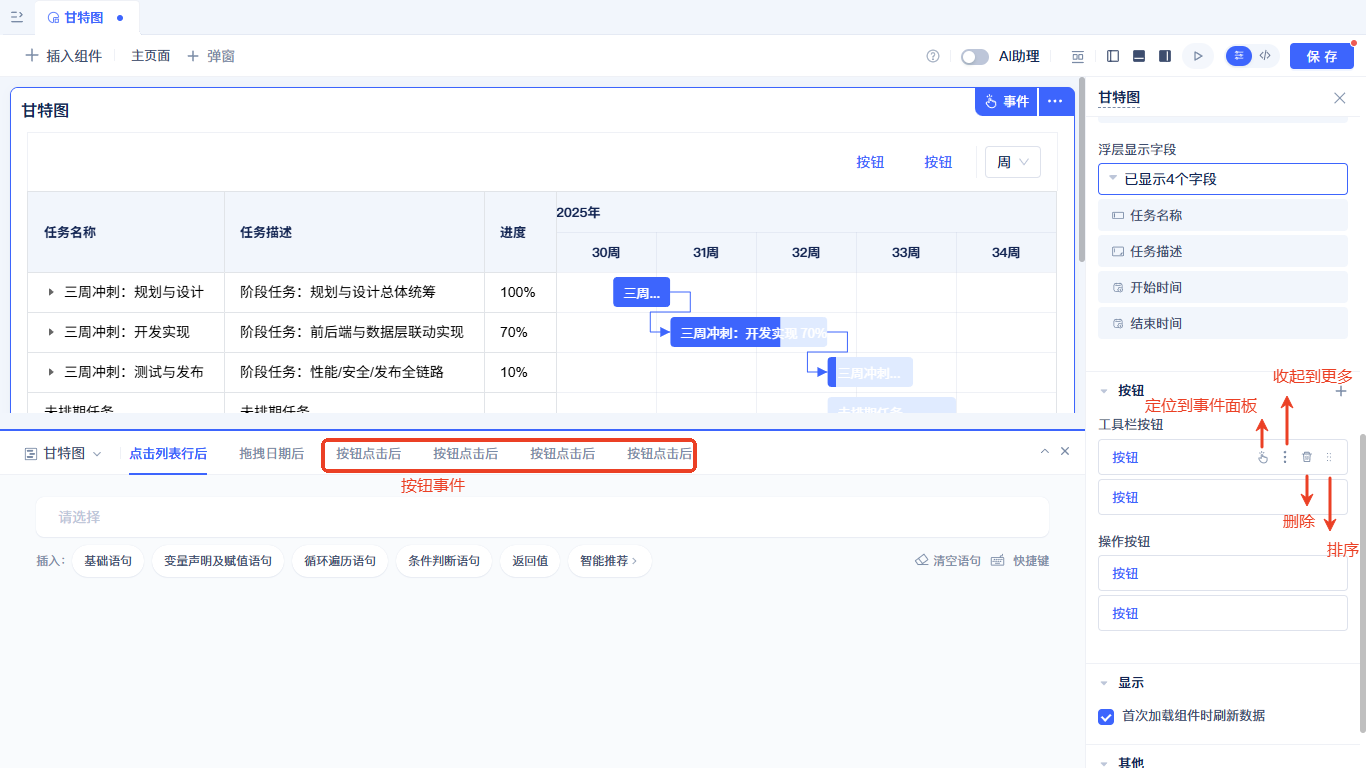 甘特图
插入组件 主页面 弹窗 AI助理 保 存
甘特图
事件
按钮 按钮 周
任务名称 任务描述 进度 2025年
30周 31周 32周 33周 34周
三周冲刺：规划与设计 阶段任务：规划与设计总体统筹 100% 三周...
三周冲刺：开发实现 阶段任务：前后端与数据层联动实现 70% 三周冲刺：开发实现 70%
三周冲刺：测试与发布 阶段任务：性能/安全/发布全链路 10% 三周冲刺...
未排期任务 未排期任务 未排期任务
甘特图 点击列表行后 拖拽日期后 按钮点击后 按钮点击后 按钮点击后 按钮点击后
按钮事件
请选择
插入： 基础语句 变量声明及赋值语句 循环遍历语句 条件判断语句 返回值 智能推荐 清空语句 快捷键
甘特图
浮层显示字段
已显示4个字段
任务名称
任务描述
开始时间
结束时间
收起到更多
按钮
定位到事件面板
工具栏按钮
按钮
按钮
删除
排序
操作按钮
按钮
按钮
显示
首次加载组件时刷新数据
其他